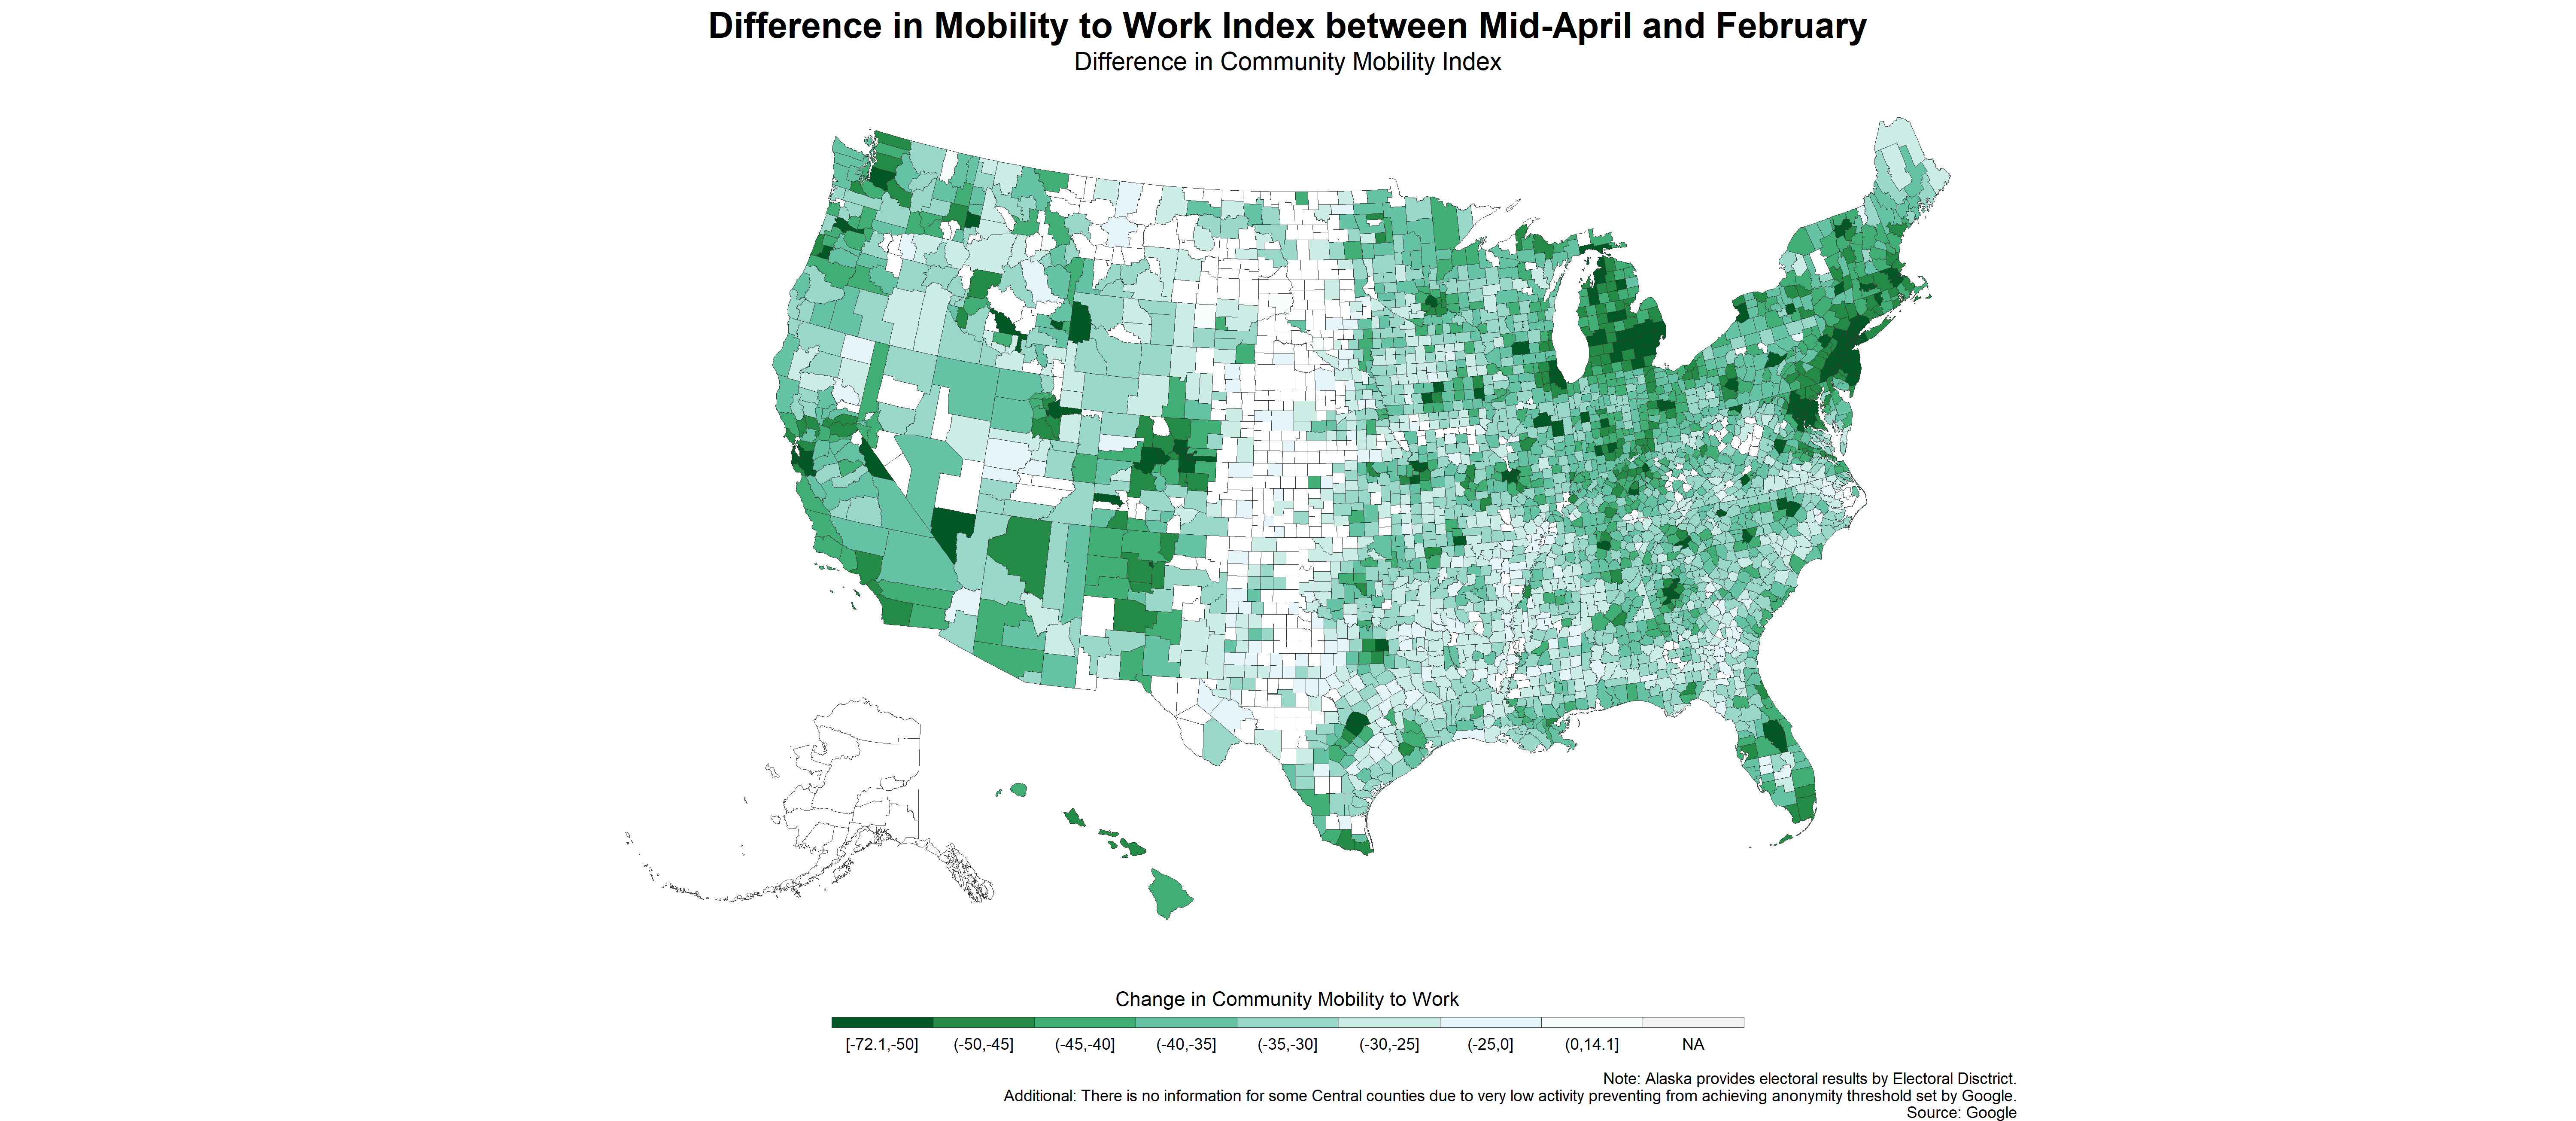 Difference in Mobility to Work Index between Mid-April and February
Difference in Community Mobility Index
Change in Community Mobility to Work
[-72.1,-50] (-50,-45] (-45,-40] (-40,-35] (-35,-30] (-30,-25] (-25,0] (0,14.1] NA
Note: Alaska provides electoral results by Electoral Disctrict.
Additional: There is no information for some Central counties due to very low activity preventing from achieving anonymity threshold set by Google.
Source: Google